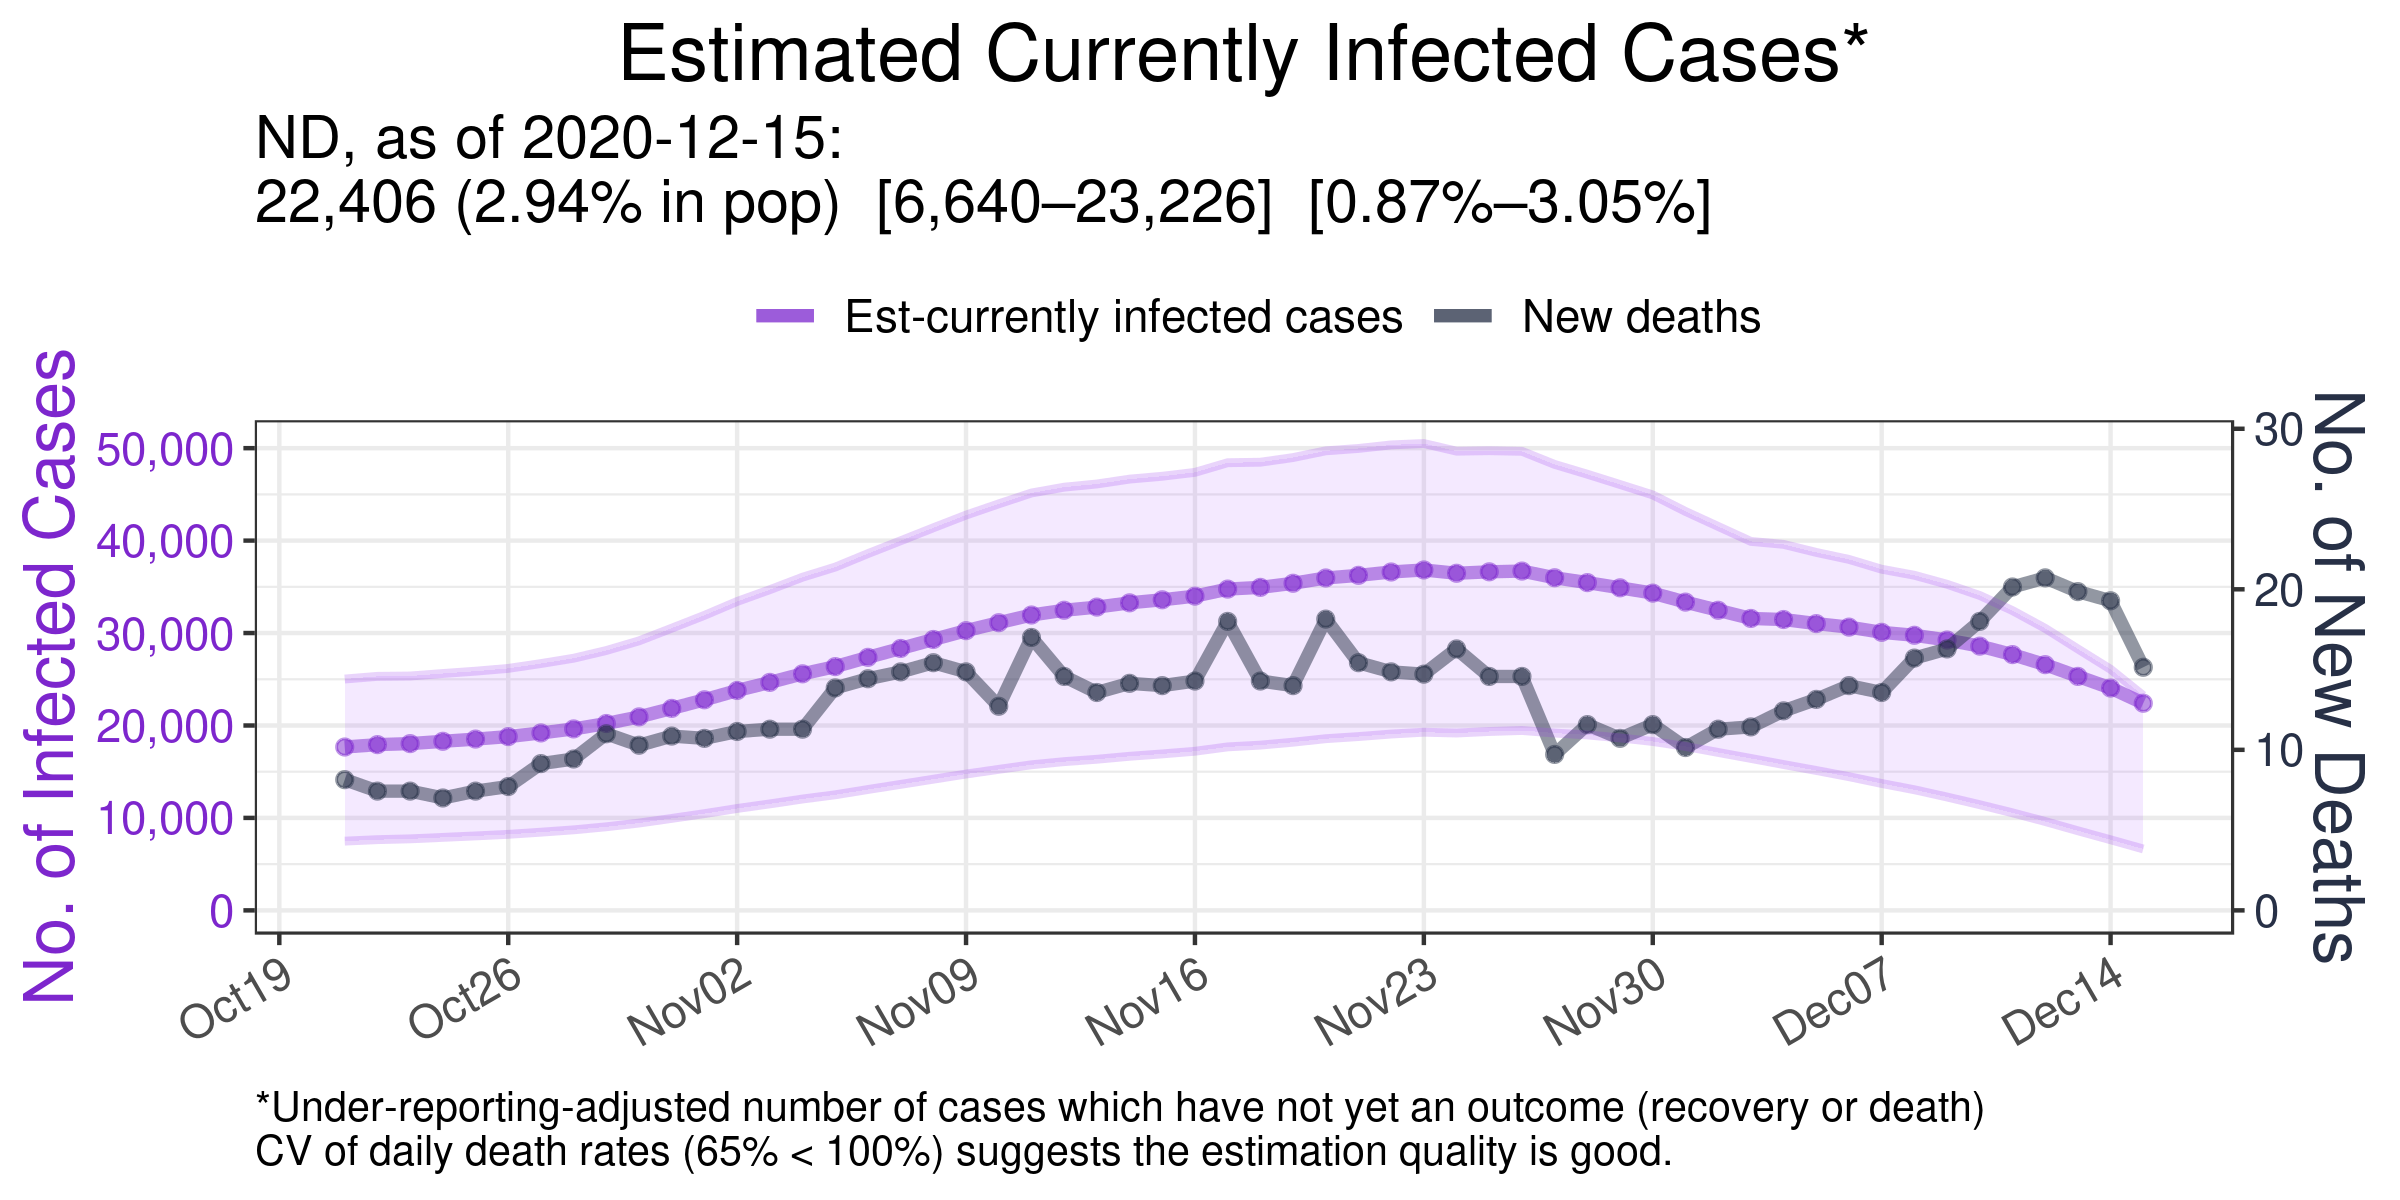 Estimated Currently Infected Cases*
ND, as of 2020-12-15:
22,406 (2.94% in pop)  [6,640–23,226]  [0.87%–3.05%]
Est-currently infected cases
New deaths
No. of Infected Cases
50,000
40,000
30,000
20,000
10,000
0
30
20
10
0
No. of New Deaths
Oct19
Oct26
Nov02
Nov09
Nov16
Nov23
Nov30
Dec07
Dec14
*Under-reporting-adjusted number of cases which have not yet an outcome (recovery or death)
CV of daily death rates (65% < 100%) suggests the estimation quality is good.